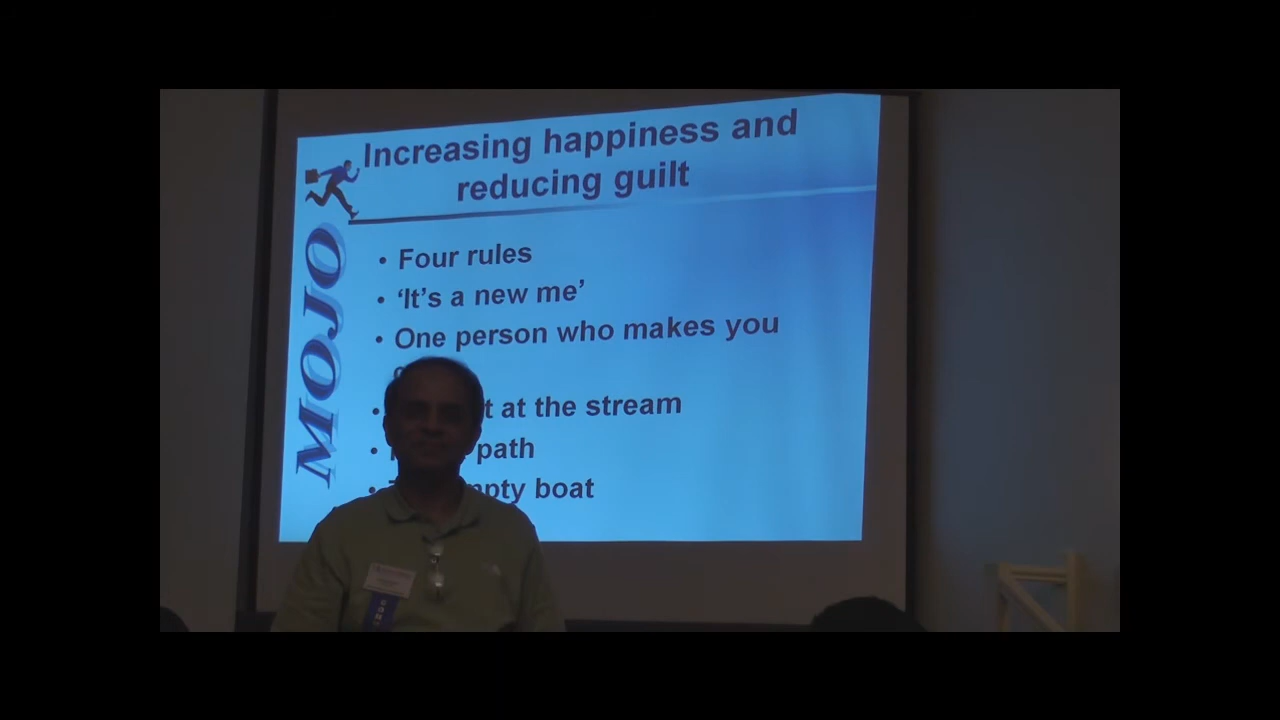 Increasing happiness and
reducing guilt
MOJO
• Four rules
• ‘It’s a new me’
• One person who makes you
• at the stream
• path
• boat